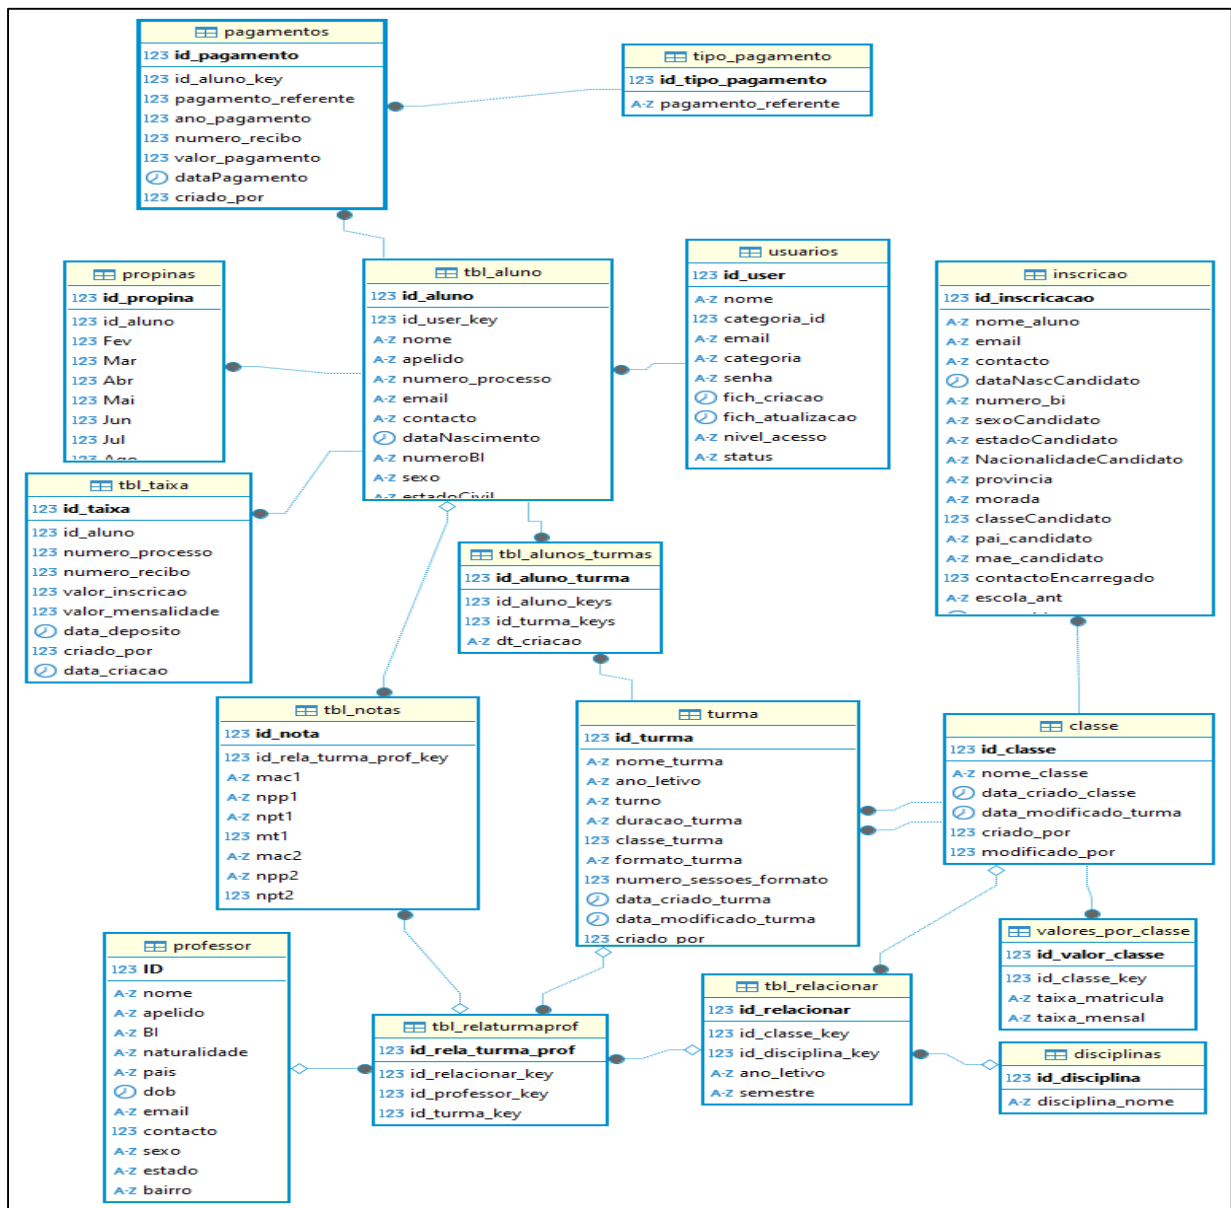 pagamentos
123 id_pagamento
123 id_aluno_key
123 pagamento_referente
123 ano_pagamento
123 numero_recibo
123 valor_pagamento
dataPagamento
123 criado_por
tipo_pagamento
123 id_tipo_pagamento
A-Z pagamento_referente
propinas
123 id_propina
123 id_aluno
123 Fev
123 Mar
123 Abr
123 Mai
123 Jun
123 Jul
123 Ago
tbl_aluno
123 id_aluno
123 id_user_key
A-Z nome
A-Z apelido
A-Z numero_processo
A-Z email
A-Z contacto
dataNascimento
A-Z numeroBI
A-Z sexo
A-Z estadoCivil
usuarios
123 id_user
A-Z nome
123 categoria_id
A-Z email
A-Z categoria
A-Z senha
fich_criacao
fich_atualizacao
A-Z nivel_acesso
A-Z status
inscricao
123 id_inscricacao
A-Z nome_aluno
A-Z email
A-Z contacto
dataNascCandidato
A-Z numero_bi
A-Z sexoCandidato
A-Z estadoCandidato
A-Z NacionalidadeCandidato
A-Z provincia
A-Z morada
123 classeCandidato
A-Z pai_candidato
A-Z mae_candidato
123 contactoEncarregado
A-Z escola_ant
tbl_taixa
123 id_taixa
123 id_aluno
123 numero_processo
123 numero_recibo
123 valor_inscricao
123 valor_mensalidade
data_deposito
123 criado_por
data_criacao
tbl_alunos_turmas
123 id_aluno_turma
123 id_aluno_keys
123 id_turma_keys
A-Z dt_criacao
tbl_notas
123 id_nota
123 id_rela_turma_prof_key
A-Z mac1
A-Z npp1
A-Z npt1
123 mt1
A-Z mac2
A-Z npp2
123 npt2
turma
123 id_turma
A-Z nome_turma
A-Z ano_letivo
A-Z turno
A-Z duracao_turma
123 classe_turma
A-Z formato_turma
123 numero_sessoes_formato
data_criado_turma
data_modificado_turma
123 criado_por
classe
123 id_classe
A-Z nome_classe
data_criado_classe
data_modificado_turma
123 criado_por
123 modificado_por
valores_por_classe
123 id_valor_classe
123 id_classe_key
A-Z taixa_matricula
A-Z taixa_mensal
professor
123 ID
A-Z nome
A-Z apelido
A-Z BI
A-Z naturalidade
A-Z pais
dob
A-Z email
123 contacto
A-Z sexo
A-Z estado
A-Z bairro
tbl_relaturmaprof
123 id_rela_turma_prof
123 id_relacionar_key
123 id_professor_key
123 id_turma_key
tbl_relacionar
123 id_relacionar
123 id_classe_key
123 id_disciplina_key
A-Z ano_letivo
A-Z semestre
disciplinas
123 id_disciplina
A-Z disciplina_nome